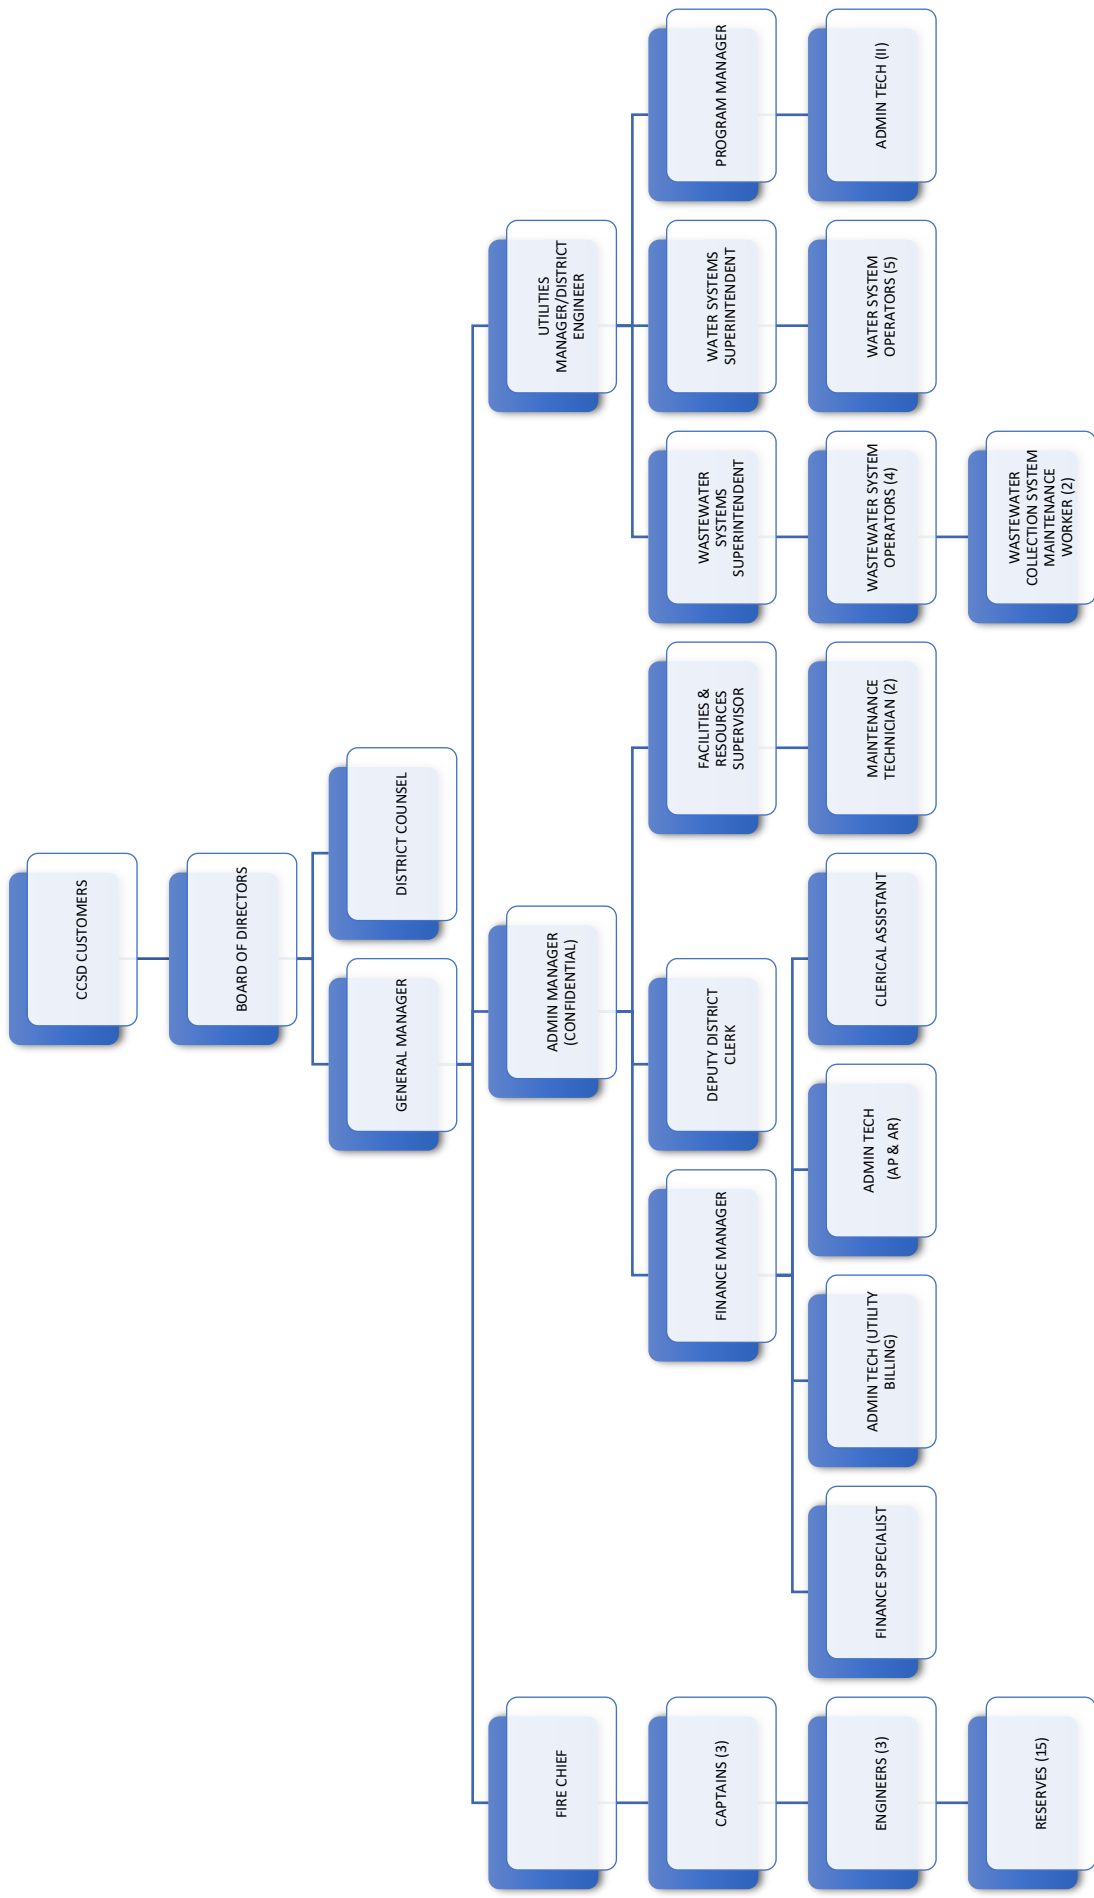 CCSD CUSTOMERS
BOARD OF DIRECTORS
GENERAL MANAGER
DISTRICT COUNSEL
FIRE CHIEF
ADMIN MANAGER
(CONFIDENTIAL)
UTILITIES
MANAGER/DISTRICT
ENGINEER
CAPTAINS (3)
FINANCE MANAGER
DEPUTY DISTRICT
CLERK
FACILITIES &
RESOURCES
SUPERVISOR
WASTEWATER
SYSTEMS
SUPERINTENDENT
WATER SYSTEMS
SUPERINTENDENT
PROGRAM MANAGER
ENGINEERS (3)
FINANCE SPECIALIST
ADMIN TECH (UTILITY
BILLING)
ADMIN TECH
(AP & AR)
CLERICAL ASSISTANT
MAINTENANCE
TECHNICIAN (2)
WASTEWATER SYSTEM
OPERATORS (4)
WATER SYSTEM
OPERATORS (5)
ADMIN TECH (II)
RESERVES (15)
WASTEWATER
COLLECTION SYSTEM
MAINTENANCE
WORKER (2)